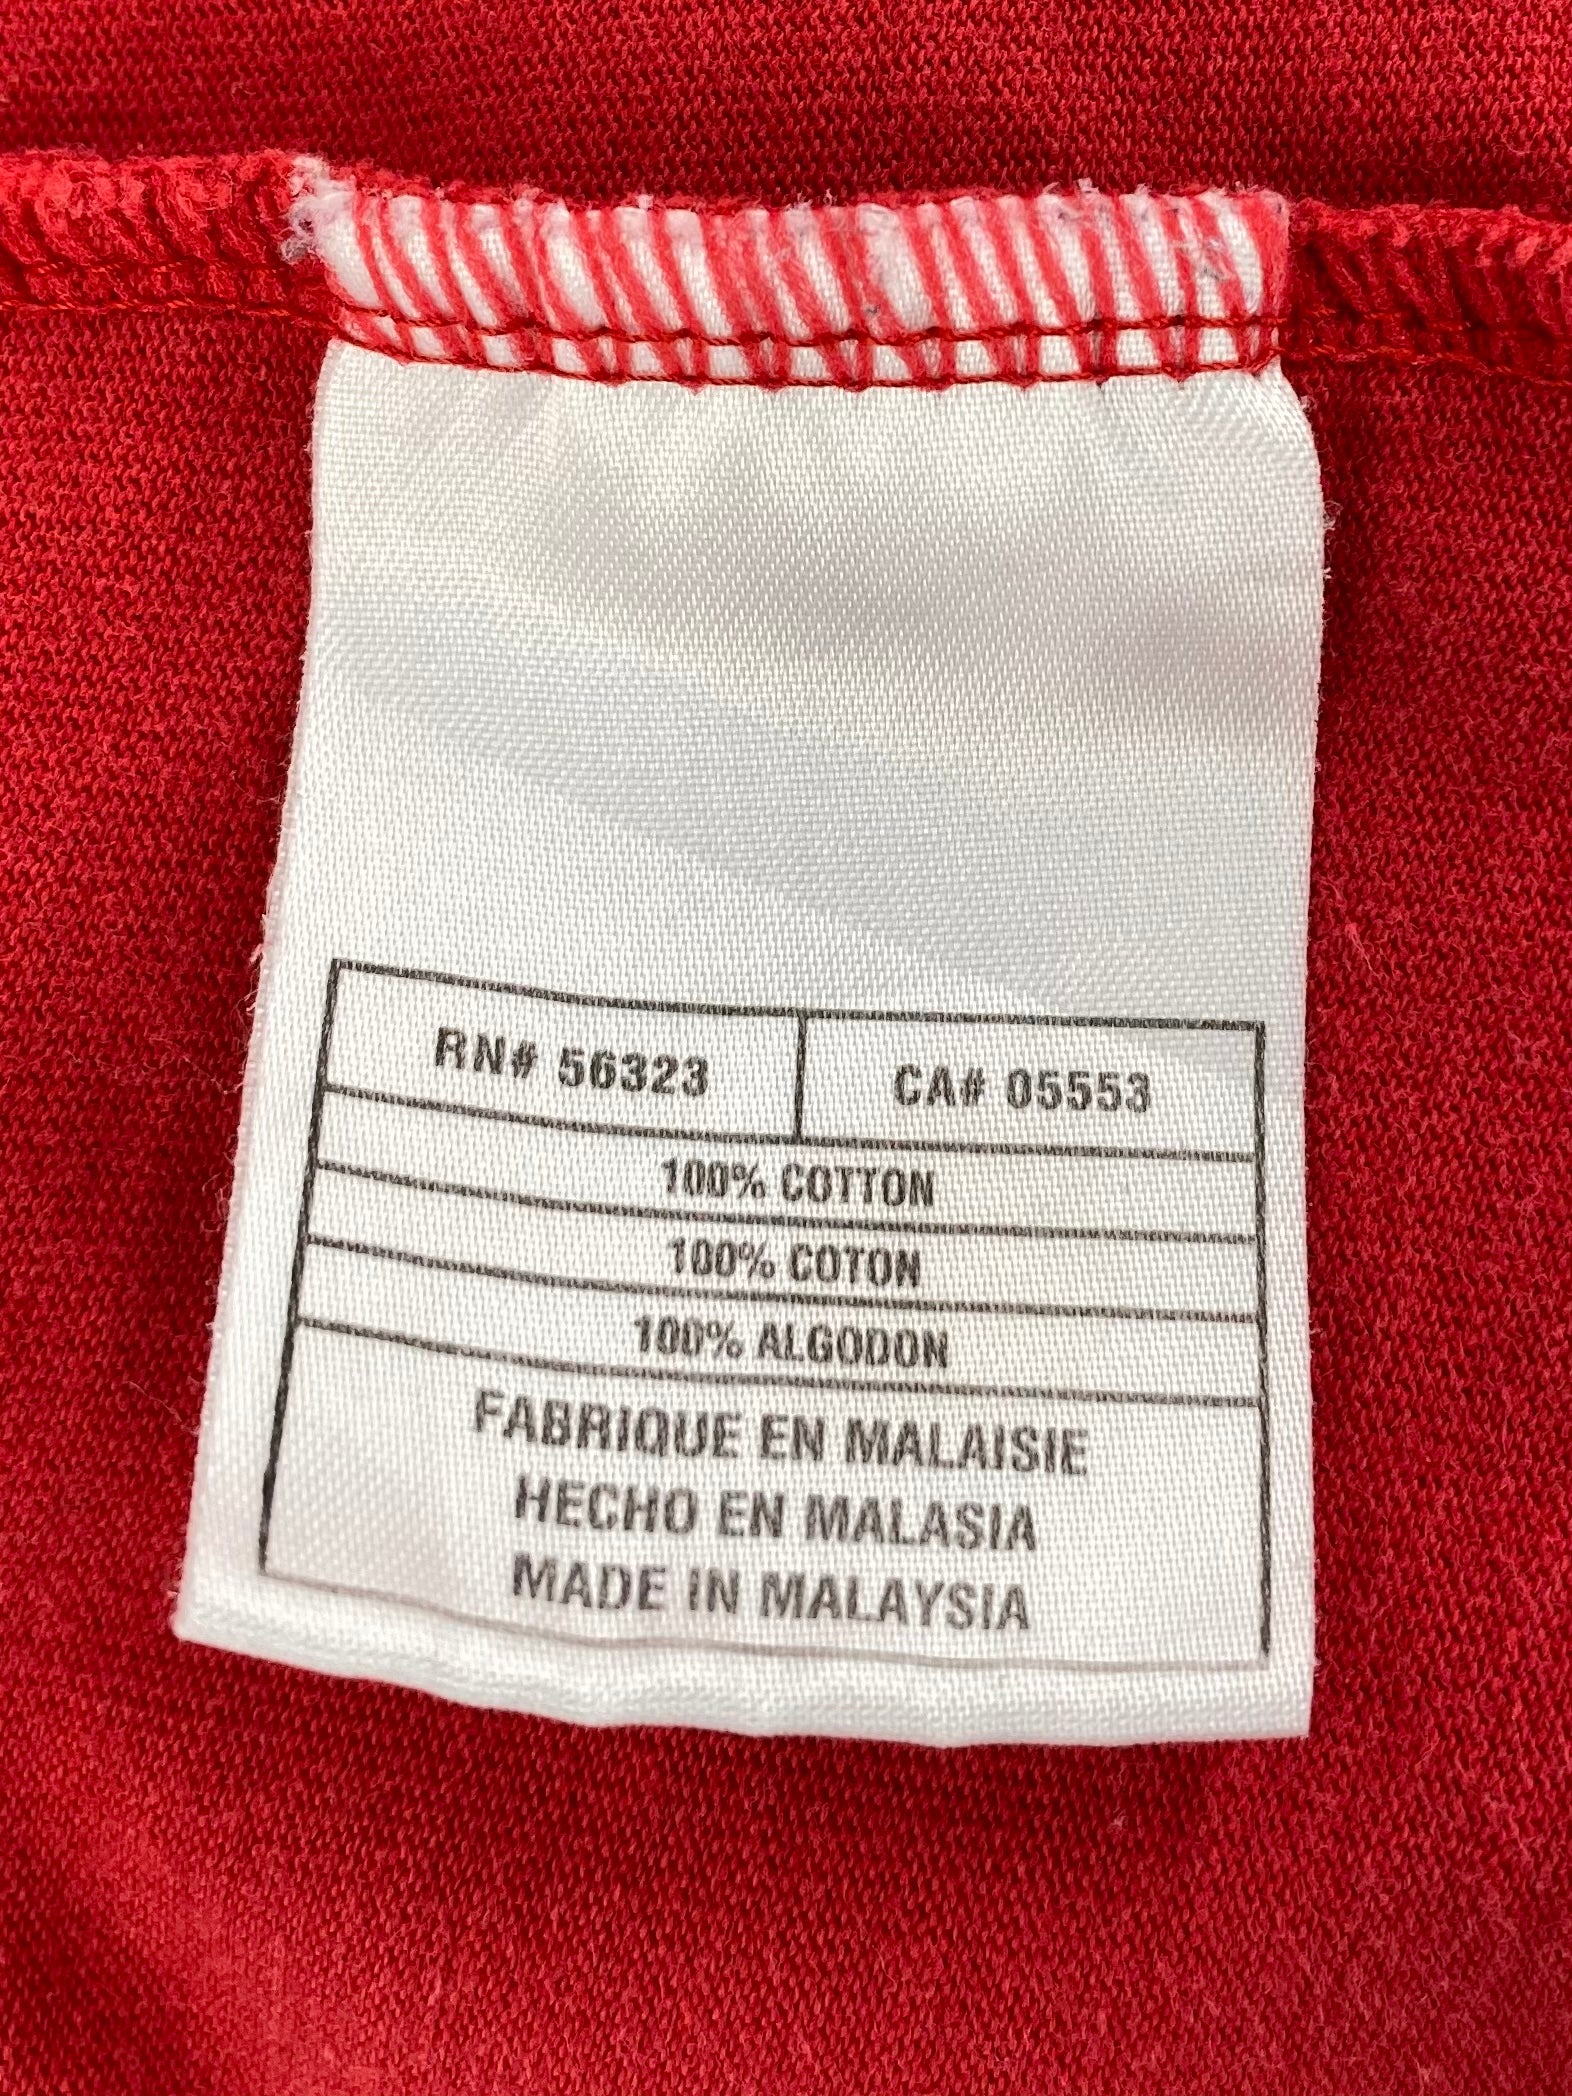 RN# 56323 CA# 05553
100% COTTON
100% COTON
100% ALGODON
FABRIQUE EN MALAISIE
HECHO EN MALASIA
MADE IN MALAYSIA